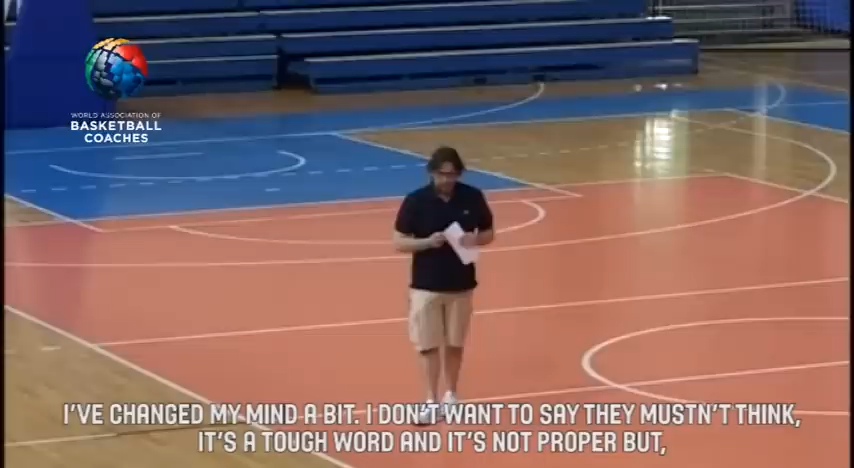 WORLD ASSOCIATION OF
BASKETBALL
COACHES
I'VE CHANGED MY MIND A BIT. I DON'T WANT TO SAY THEY MUSTN'T THINK,
IT'S A TOUGH WORD AND IT'S NOT PROPER BUT,